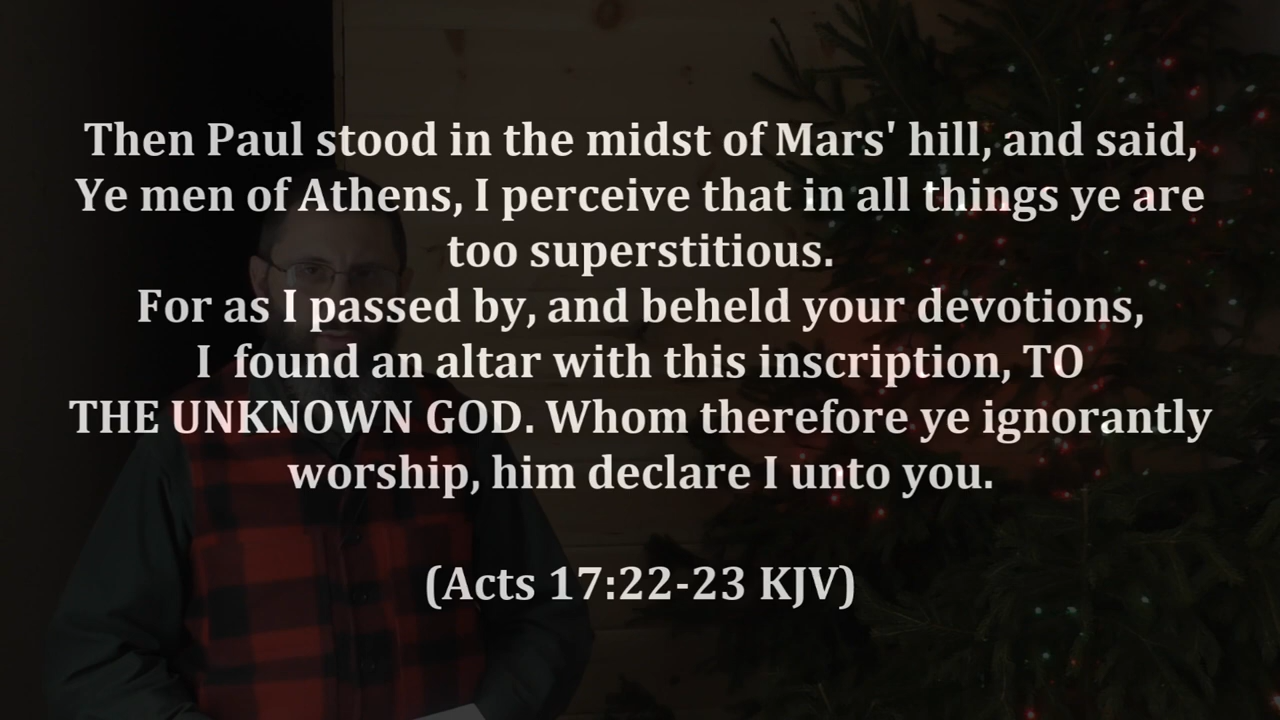 Then Paul stood in the midst of Mars' hill, and said,
Ye men of Athens, I perceive that in all things ye are
too superstitious.
For as I passed by, and beheld your devotions,
I  found an altar with this inscription, TO
THE UNKNOWN GOD. Whom therefore ye ignorantly
worship, him declare I unto you.
(Acts 17:22-23 KJV)